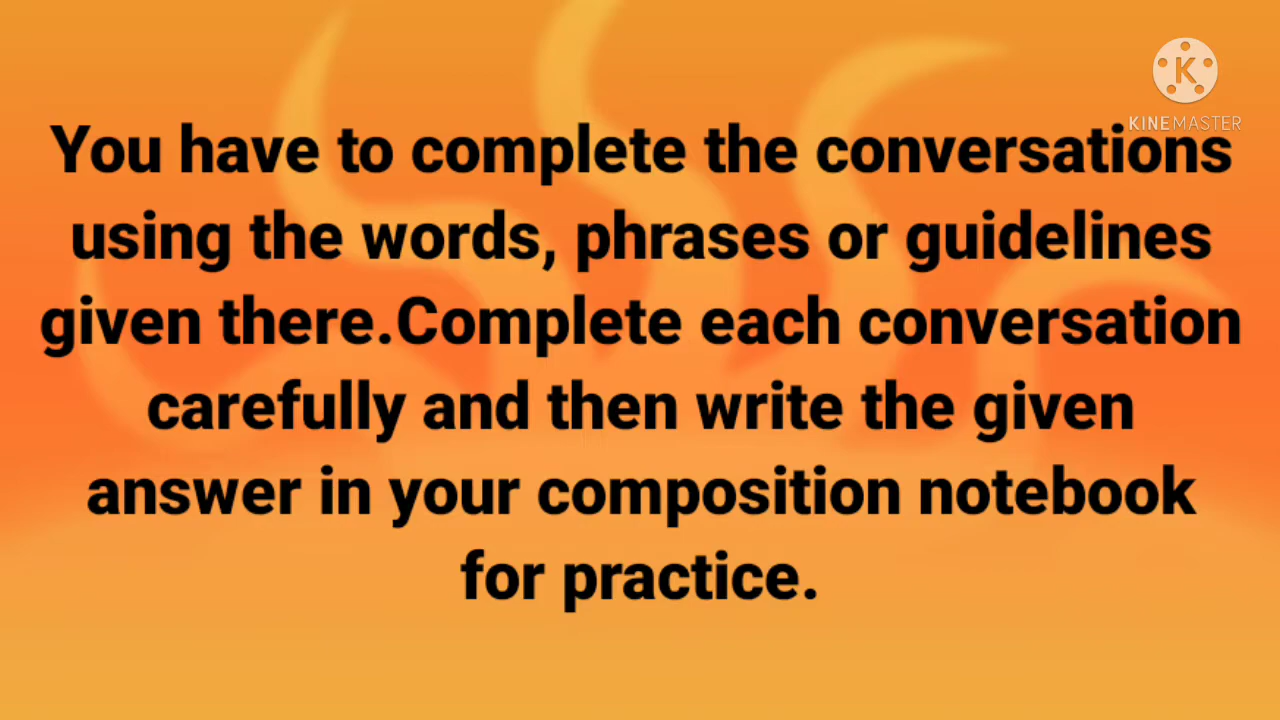 K
KINEMASTER
You have to complete the conversations
using the words, phrases or guidelines
given there.Complete each conversation
carefully and then write the given
answer in your composition notebook
for practice.